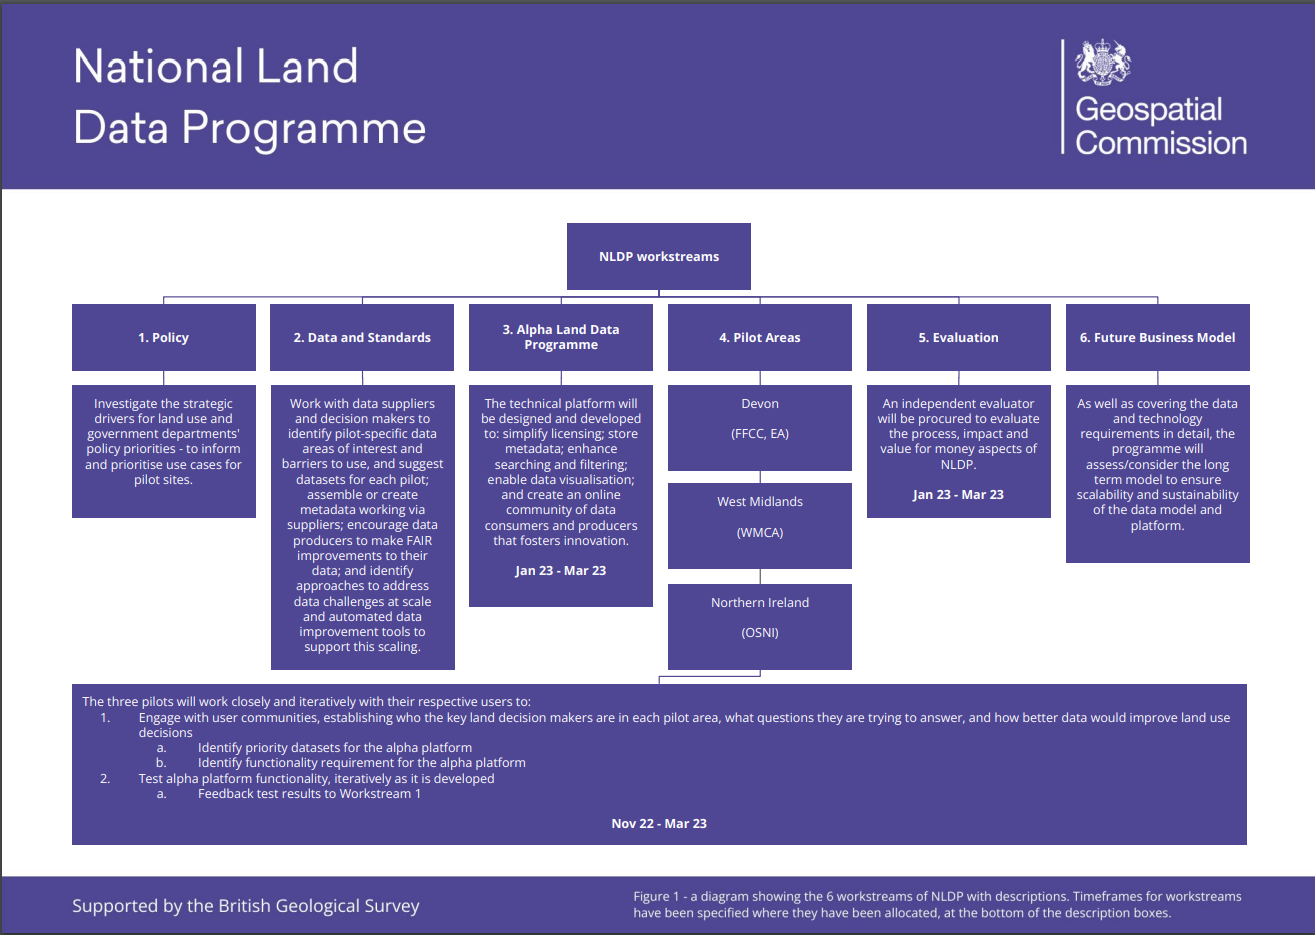 National Land
Data Programme
Geospatial
Commission
NLDP workstreams
1. Policy
Investigate the strategic
drivers for land use and
government departments'
policy priorities - to inform
and prioritise use cases for
pilot sites.
2. Data and Standards
Work with data suppliers
and decision makers to
identify pilot-specific data
areas of interest and
barriers to use, and suggest
datasets for each pilot;
assemble or create
metadata working via
suppliers; encourage data
producers to make FAIR
improvements to their
data; and identify
approaches to address
data challenges at scale
and automated data
improvement tools to
support this scaling.
3. Alpha Land Data
Programme
The technical platform will
be designed and developed
to: simplify licensing; store
metadata; enhance
searching and filtering;
enable data visualisation;
and create an online
community of data
consumers and producers
that fosters innovation.
Jan 23 - Mar 23
4. Pilot Areas
Devon
(FFCC, EA)
West Midlands
(WMCA)
Northern Ireland
(OSNI)
5. Evaluation
An independent evaluator
will be procured to evaluate
the process, impact and
value for money aspects of
NLDP.
Jan 23 - Mar 23
6. Future Business Model
As well as covering the data
and technology
requirements in detail, the
programme will
assess/consider the long
term model to ensure
scalability and sustainability
of the data model and
platform.
The three pilots will work closely and iteratively with their respective users to:
1. Engage with user communities, establishing who the key land decision makers are in each pilot area, what questions they are trying to answer, and how better data would improve land use
decisions
a. Identify priority datasets for the alpha platform
b. Identify functionality requirement for the alpha platform
2. Test alpha platform functionality, iteratively as it is developed
a. Feedback test results to Workstream 1
Nov 22 - Mar 23
Supported by the British Geological Survey
Figure 1 - a diagram showing the 6 workstreams of NLDP with descriptions. Timeframes for workstreams
have been specified where they have been allocated, at the bottom of the description boxes.